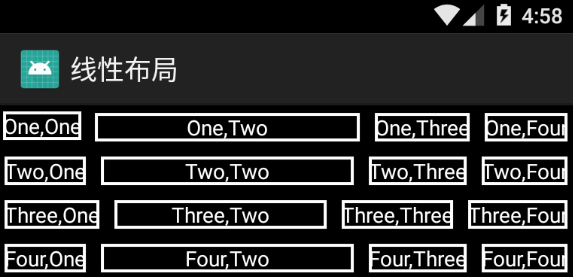 4:58
线性布局
One,One One,Two One,Three One,Four
Two,One Two,Two Two,Three Two,Four
Three,One Three,Two Three,Three Three,Four
Four,One Four,Two Four,Three Four,Four